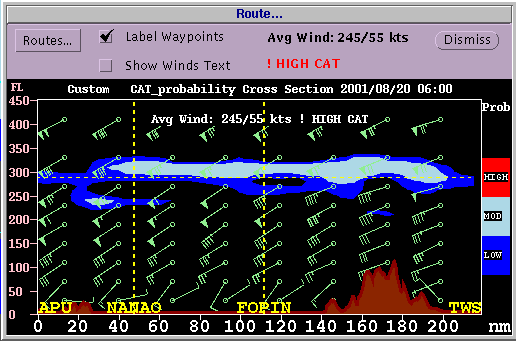 Route...
Routes...
Label Waypoints
Avg Wind: 245/55 kts
Dismiss
Show Winds Text
! HIGH CAT
FL
Custom CAT_probability Cross Section 2001/08/20 06:00
Prob
450
Avg Wind: 245/55 kts ! HIGH CAT
400
350
300
HIGH
250
MOD
200
150
LOW
100
50
0
APU NANAO FOPIN TWS
0 20 40 60 80 100 120 140 160 180 200 nm